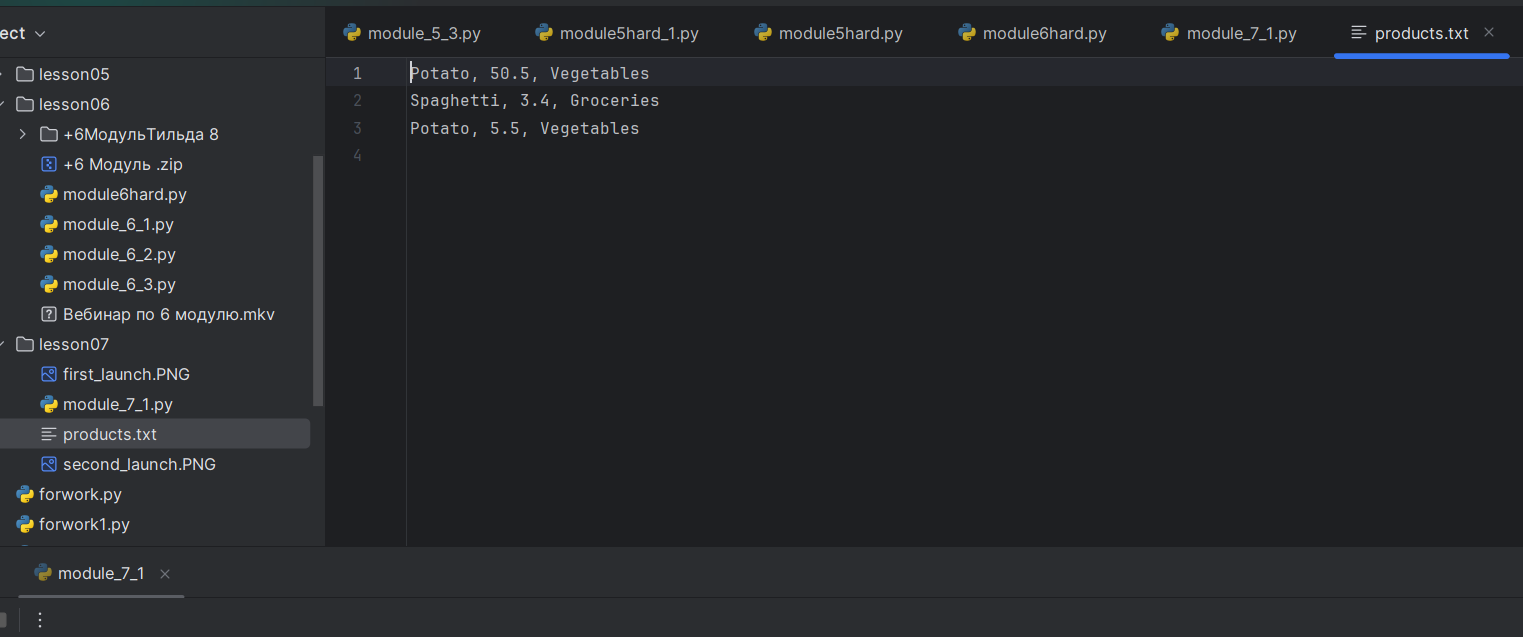 ect
module_5_3.py
module5hard_1.py
module5hard.py
module6hard.py
module_7_1.py
products.txt
lesson05
lesson06
+6МодульТильда 8
+6 Модуль .zip
module6hard.py
module_6_1.py
module_6_2.py
module_6_3.py
Вебинар по 6 модулю.mkv
lesson07
first_launch.PNG
module_7_1.py
products.txt
second_launch.PNG
forwork.py
forwork1.py
1 Potato, 50.5, Vegetables
2 Spaghetti, 3.4, Groceries
3 Potato, 5.5, Vegetables
4
module_7_1